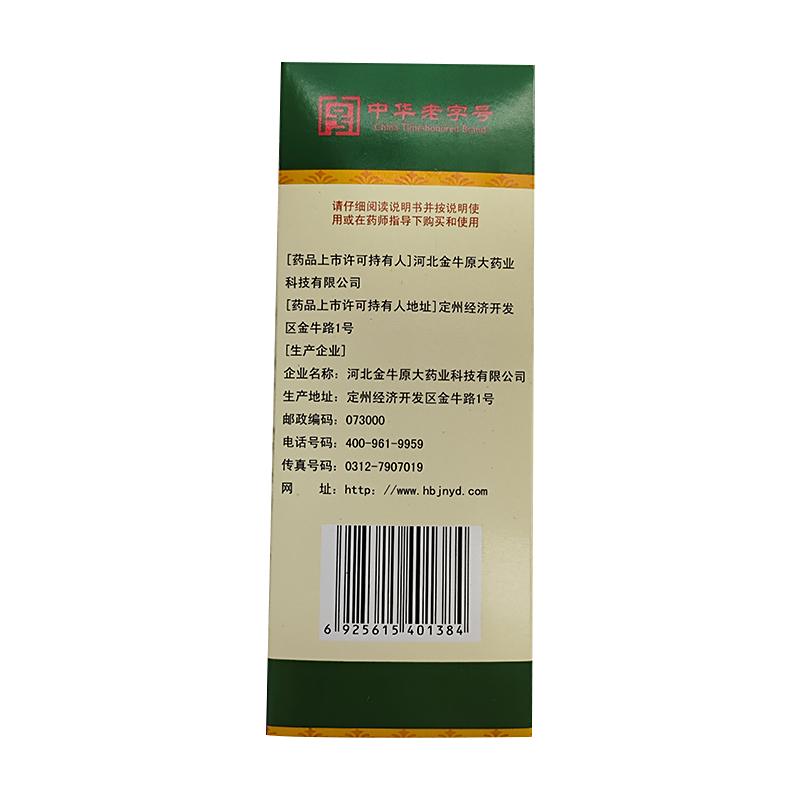 中华老字号
China Time-honored Brand
请仔细阅读说明书并按说明使
用或在药师指导下购买和使用
[药品上市许可持有人]河北金牛原大药业
科技有限公司
[药品上市许可持有人地址]定州经济开发
区金牛路1号
[生产企业]
企业名称：河北金牛原大药业科技有限公司
生产地址：定州经济开发区金牛路1号
邮政编码：073000
电话号码：400-961-9959
传真号码：0312-7907019
网 址：http: //www.hbjnyd.com
6 925615 401384